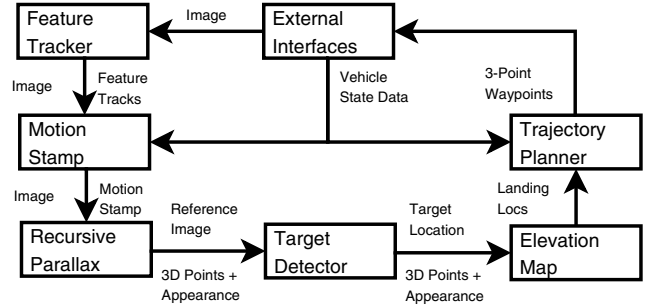 Feature
Tracker
Image
External
Interfaces
Image
Feature
Tracks
Vehicle
State Data
3-Point
Waypoints
Motion
Stamp
Trajectory
Planner
Image
Motion
Stamp
Reference
Image
Target
Location
Landing
Locs
Recursive
Parallax
Target
Detector
Elevation
Map
3D Points +
Appearance
3D Points +
Appearance